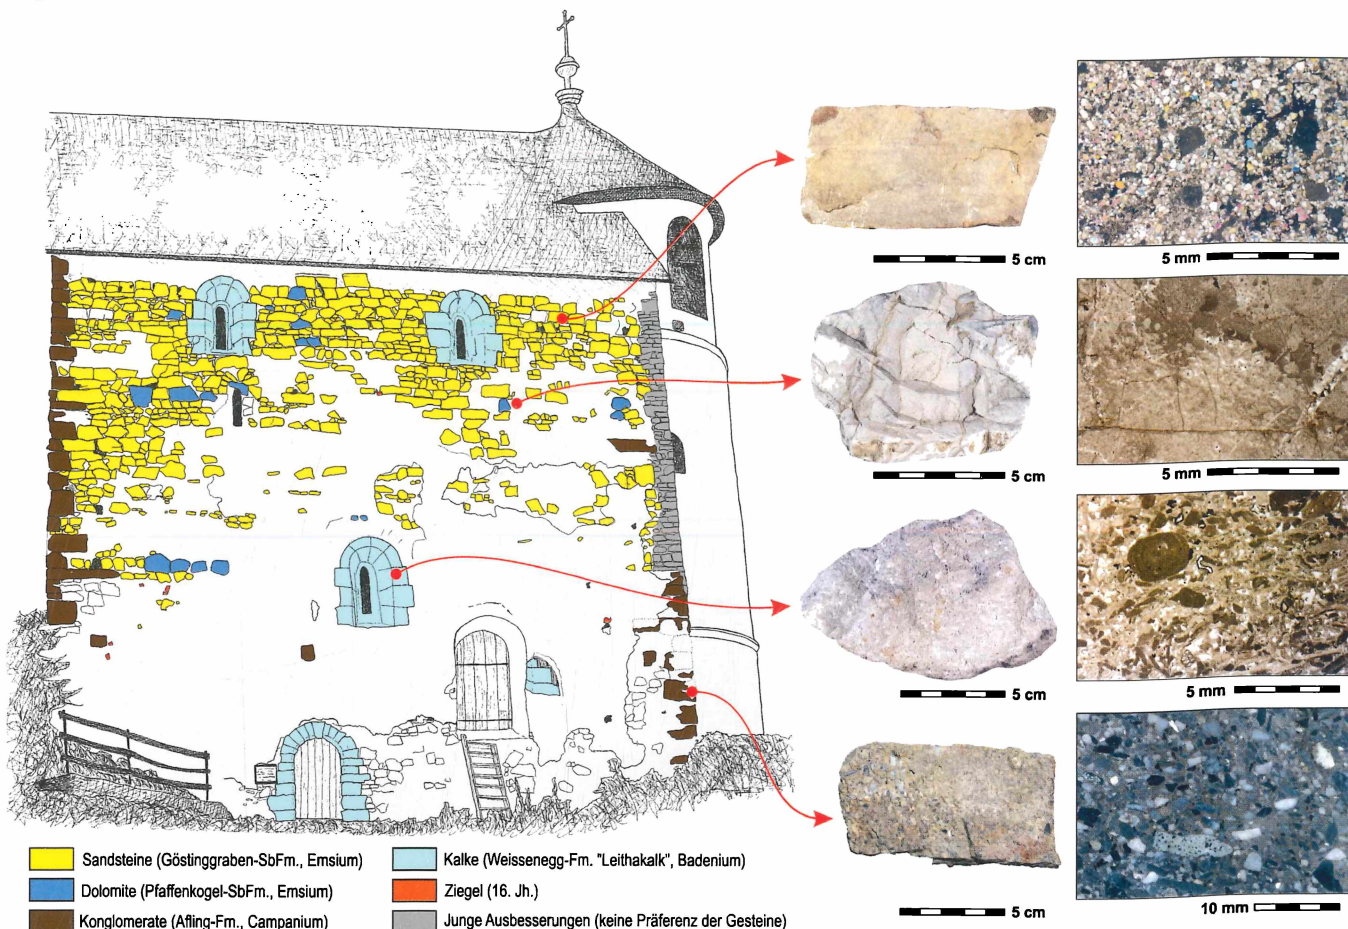 5 cm
5 mm
5 cm
5 mm
5 cm
5 mm
5 cm
10 mm
Sandsteine (Göstinggraben-SbFm., Emsium)
Dolomite (Pfaffenkogel-SbFm., Emsium)
Konglomerate (Afling-Fm., Campanium)
Kalke (Weissenegg-Fm. "Leithakalk", Badenium)
Ziegel (16. Jh.)
Junge Ausbesserungen (keine Präferenz der Gesteine)